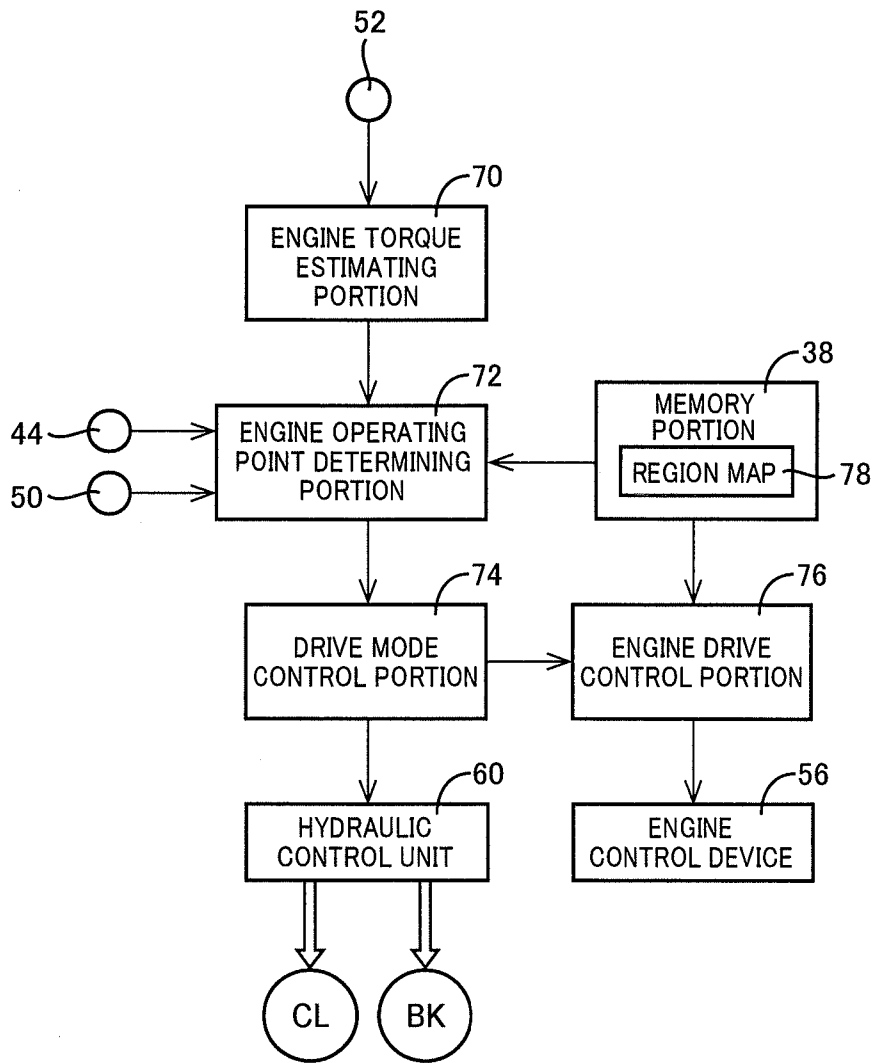 52
70
ENGINE TORQUE
ESTIMATING
PORTION
72
38
44
ENGINE OPERATING
POINT DETERMINING
PORTION
MEMORY
PORTION
REGION MAP
78
50
74
76
DRIVE MODE
CONTROL PORTION
ENGINE DRIVE
CONTROL PORTION
60
56
HYDRAULIC
CONTROL UNIT
ENGINE
CONTROL DEVICE
CL
BK